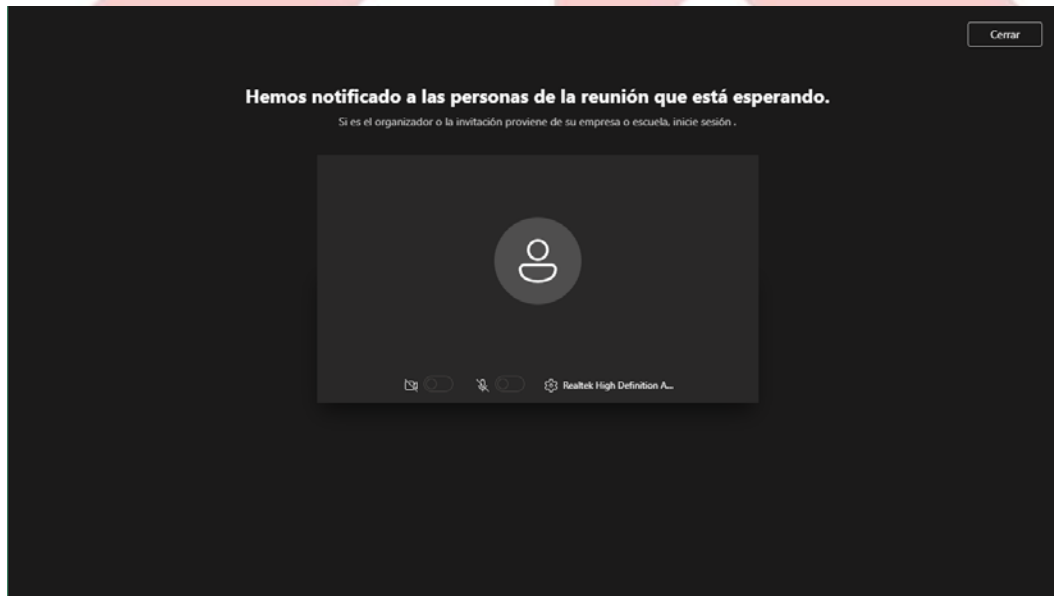 Cerrar
Hemos notificado a las personas de la reunión que está esperando.
Si es el organizador o la invitación proviene de su empresa o escuela, inicie sesión .
Realtek High Definition A...